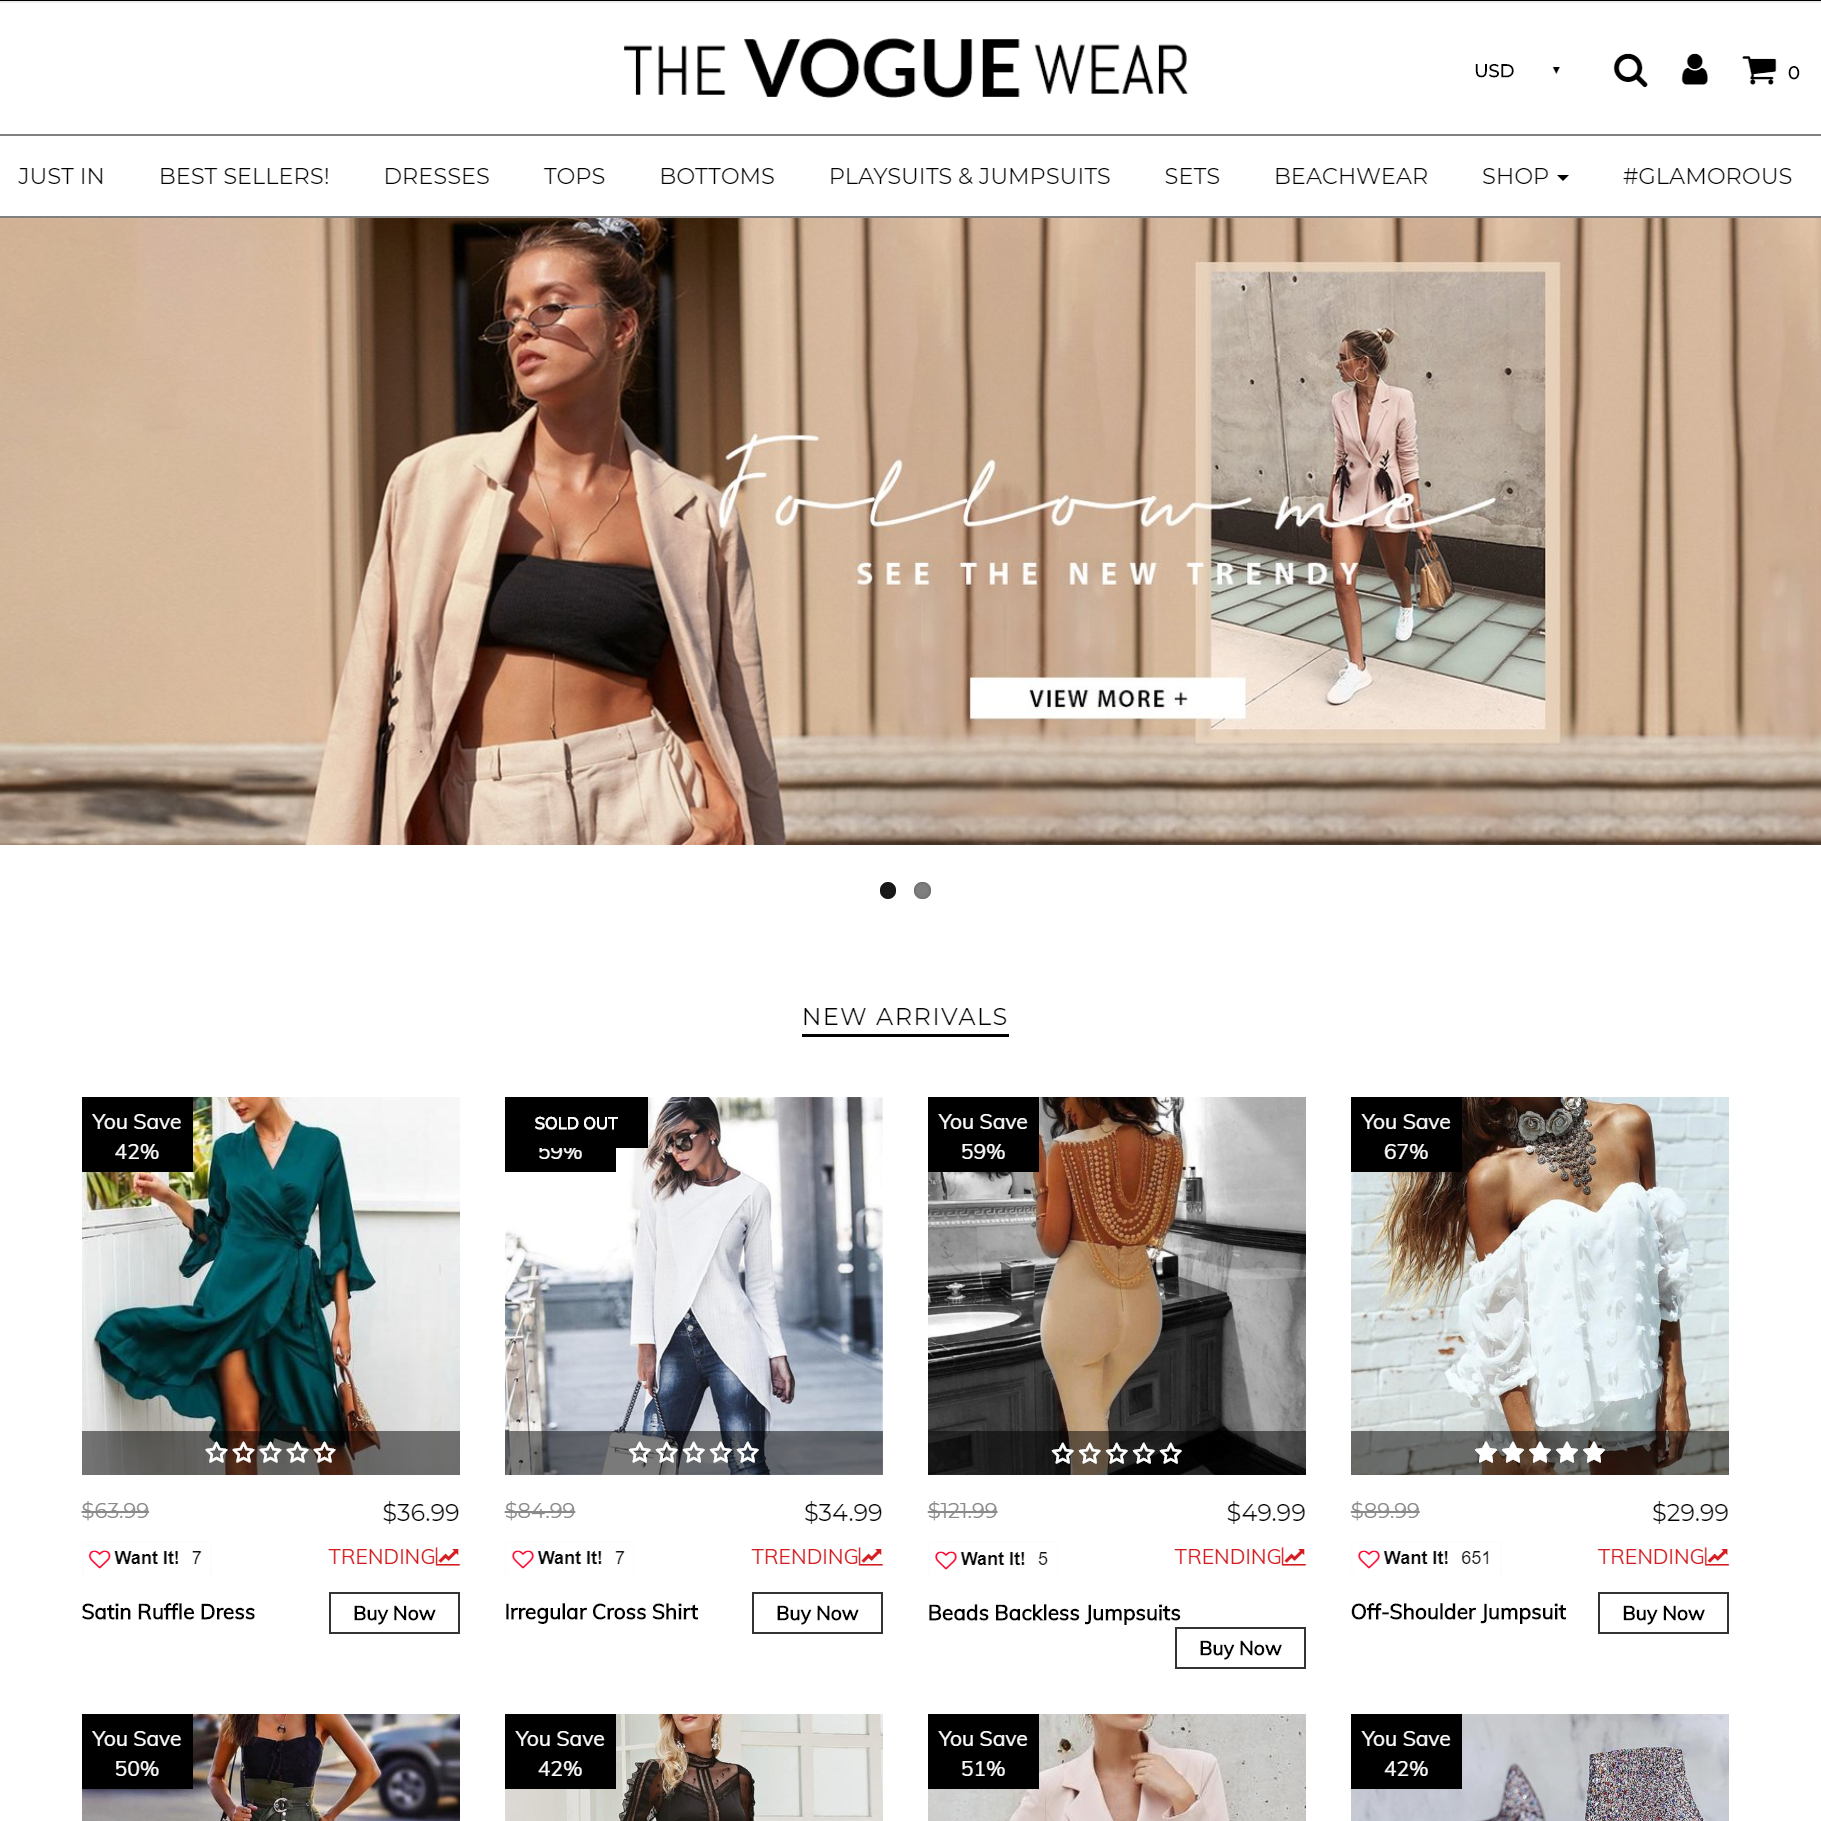 THE VOGUE WEAR
USD
0
JUST IN
BEST SELLERS!
DRESSES
TOPS
BOTTOMS
PLAYSUITS & JUMPSUITS
SETS
BEACHWEAR
SHOP
#GLAMOROUS
Follow me
SEE THE NEW TRENDY
VIEW MORE +
NEW ARRIVALS
You Save
42%
SOLD OUT
59%
You Save
59%
You Save
67%
$63.99
$36.99
Want It! 7
TRENDING
Satin Ruffle Dress
Buy Now
$84.99
$34.99
Want It! 7
TRENDING
Irregular Cross Shirt
Buy Now
$121.99
$49.99
Want It! 5
TRENDING
Beads Backless Jumpsuits
Buy Now
$89.99
$29.99
Want It! 651
TRENDING
Off-Shoulder Jumpsuit
Buy Now
You Save
50%
You Save
42%
You Save
51%
You Save
42%